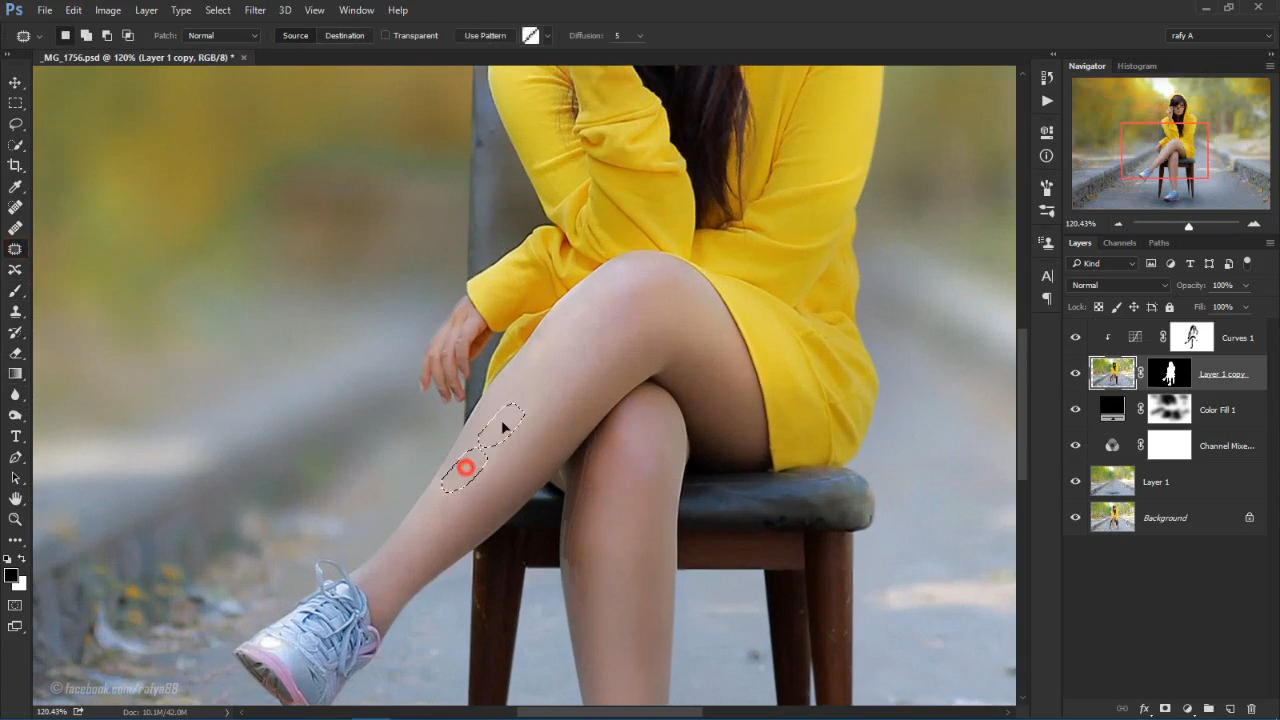 Ps File Edit Image Layer Type Select Filter 3D View Window Help
Patch: Normal Source Destination Transparent Use Pattern Diffusion: 5 rafy A
_MG_1756.psd @ 120% (Layer 1 copy, RGB/8) * ×
Navigator Histogram
120.43%
Layers Channels Paths
Kind
Normal Opacity: 100%
Lock: Fill: 100%
Curves 1
Layer 1 copy
Color Fill 1
Channel Mixe...
Layer 1
Background
© facebook.com/rafya88
120.43% Doc: 10.1M/42.0M